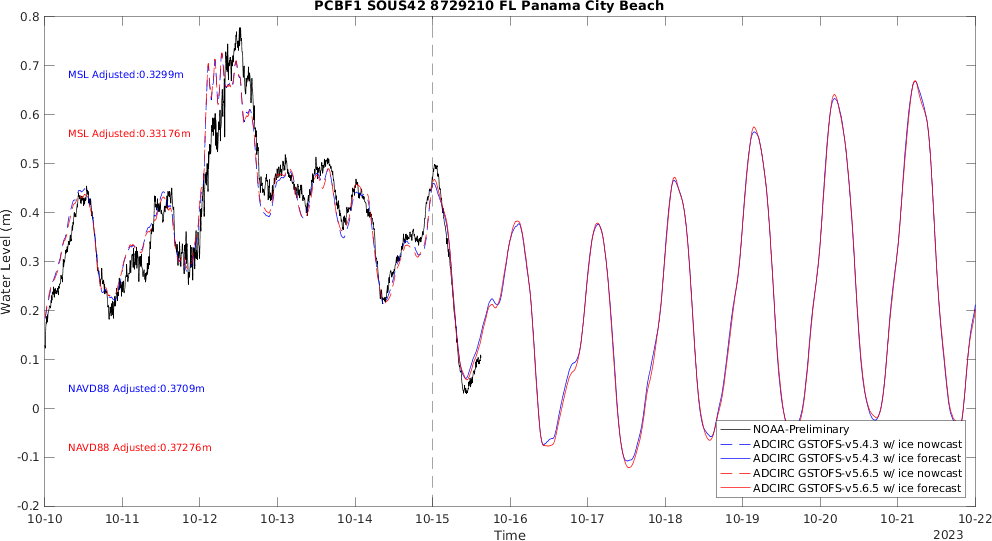 PCBF1 SOUS42 8729210 FL Panama City Beach
0.8
0.7
0.6
0.5
0.4
0.3
0.2
0.1
0
-0.1
-0.2
Water Level (m)
MSL Adjusted:0.3299m
MSL Adjusted:0.33176m
NAVD88 Adjusted:0.3709m
NAVD88 Adjusted:0.37276m
NOAA-Preliminary
ADCIRC GSTOFS-v5.4.3 w/ ice nowcast
ADCIRC GSTOFS-v5.4.3 w/ ice forecast
ADCIRC GSTOFS-v5.6.5 w/ ice nowcast
ADCIRC GSTOFS-v5.6.5 w/ ice forecast
10-10 10-11 10-12 10-13 10-14 10-15 10-16 10-17 10-18 10-19 10-20 10-21 10-22
Time
2023